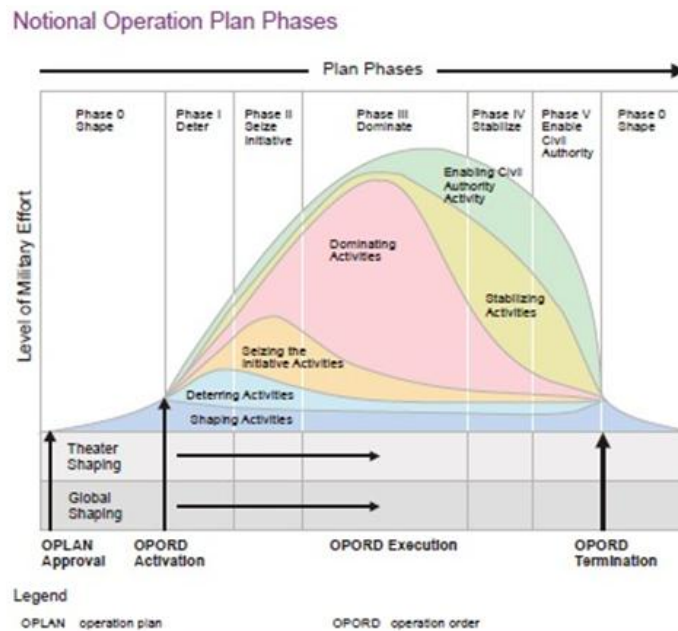 Notional Operation Plan Phases
Plan Phases
Phase 0
Shape
Phase I
Deter
Phase II
Seize
Initiative
Phase III
Dominate
Phase IV
Stabilize
Phase V
Enable
Civil
Authority
Phase 0
Shape
Level of Military Effort
Enabling Civil
Authority
Activity
Dominating
Activities
Stabilizing
Activities
Seizing the
Initiative Activities
Deterring Activities
Shaping Activities
Theater
Shaping
Global
Shaping
OPLAN
Approval
OPORD
Activation
OPORD Execution
OPORD
Termination
Legend
OPLAN operation plan
OPORD operation order